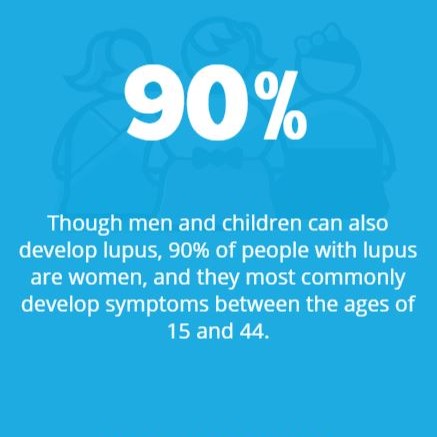 90%
Though men and children can also
develop lupus, 90% of people with lupus
are women, and they most commonly
develop symptoms between the ages of
15 and 44.